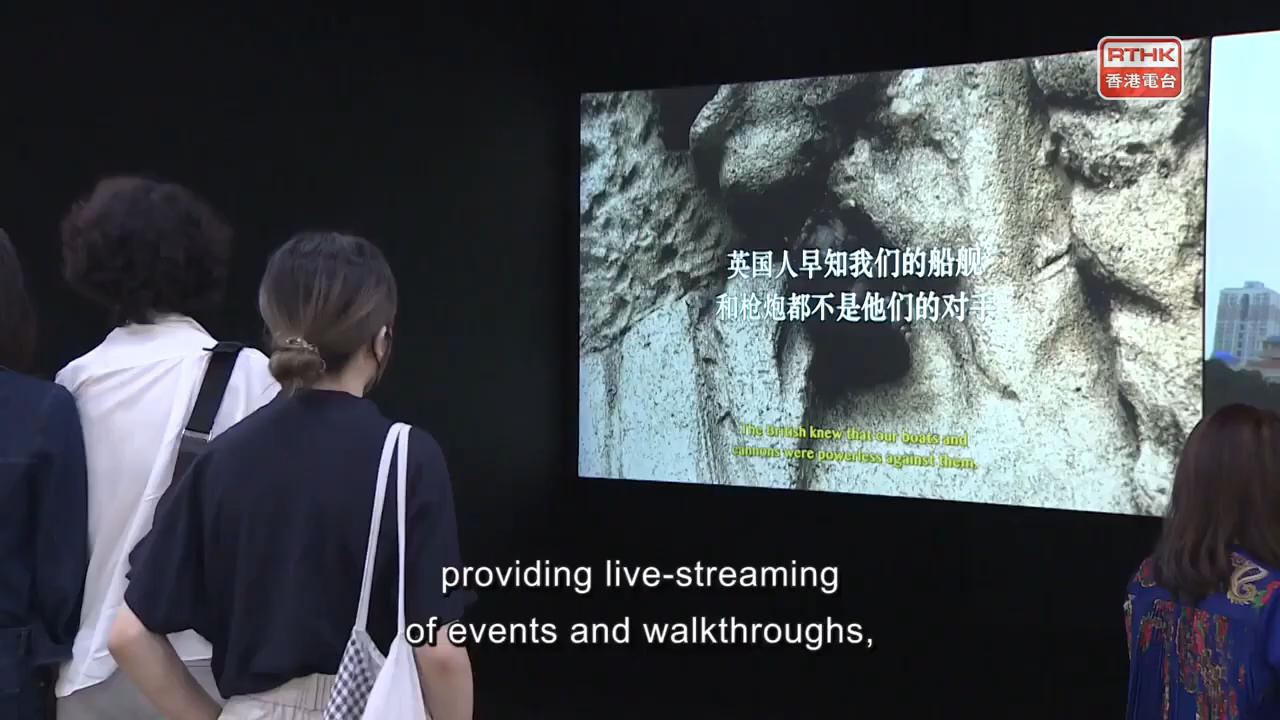 RTHK
香港電台
英国人早知我们的船舰
和枪炮都不是他们的对手
The British knew that our boats and
cannons were powerless against them.
providing live-streaming
of events and walkthroughs,